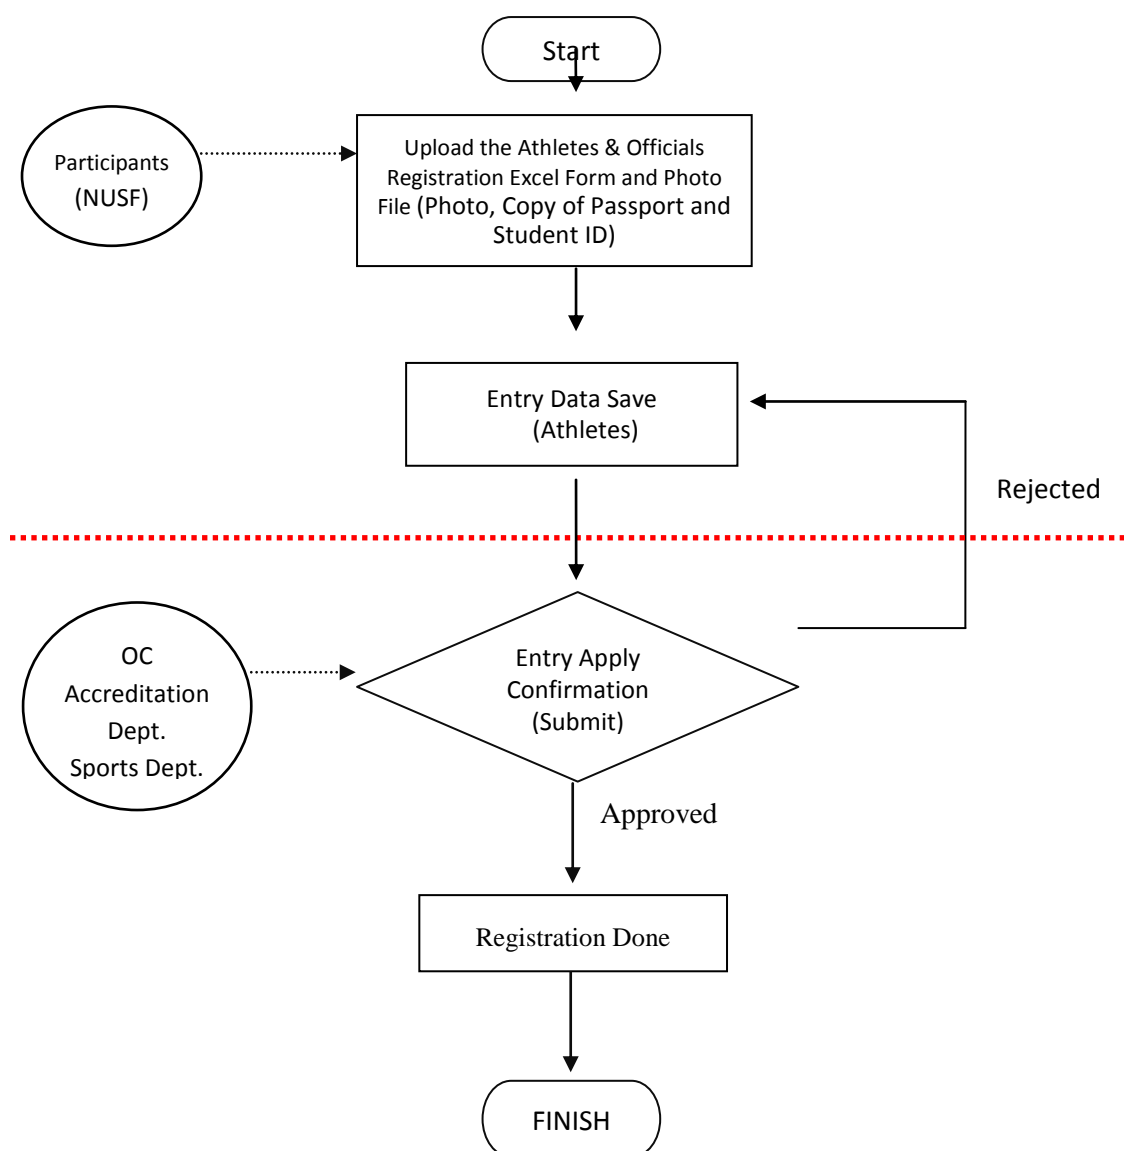 Start
Participants
(NUSF)
Upload the Athletes & Officials
Registration Excel Form and Photo
File (Photo, Copy of Passport and
Student ID)
Entry Data Save
(Athletes)
Rejected
OC
Accreditation
Dept.
Sports Dept.
Entry Apply
Confirmation
(Submit)
Approved
Registration Done
FINISH